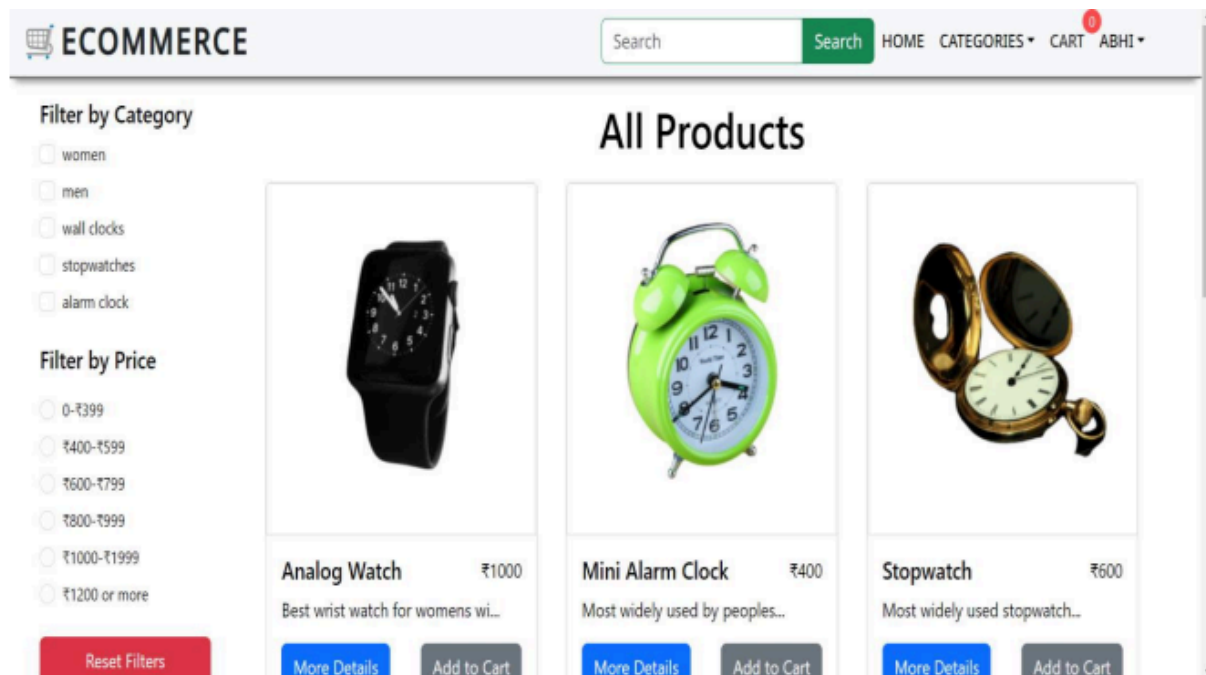 ECOMMERCE
Search Search HOME CATEGORIES CART 0 ABHI
Filter by Category
women
men
wall clocks
stopwatches
alarm clock
Filter by Price
0-₹399
₹400-₹599
₹600-₹799
₹800-₹999
₹1000-₹1999
₹1200 or more
Reset Filters
All Products
Analog Watch ₹1000
Best wrist watch for womens wi...
More Details Add to Cart
Mini Alarm Clock ₹400
Most widely used by peoples...
More Details Add to Cart
Stopwatch ₹600
Most widely used stopwatch...
More Details Add to Cart